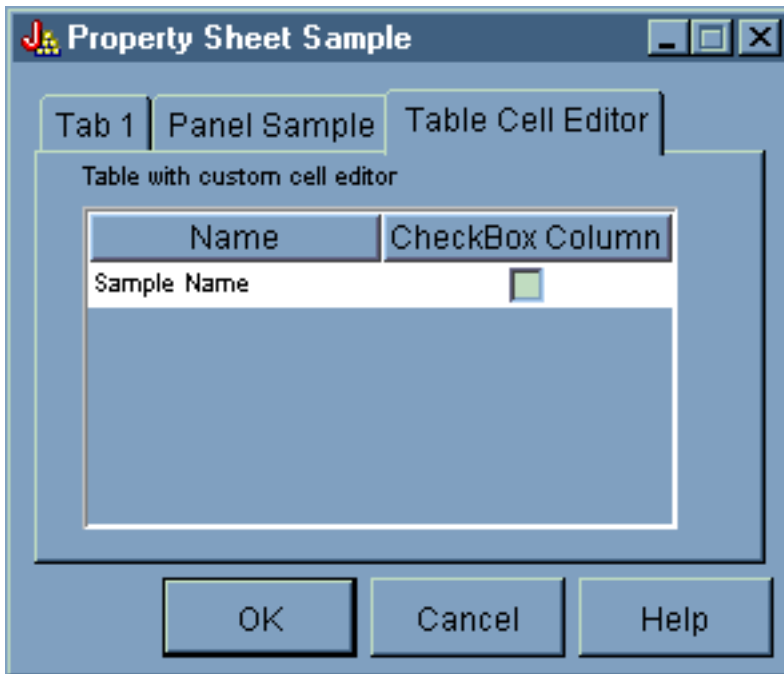 Property Sheet Sample
Tab 1 Panel Sample Table Cell Editor
Table with custom cell editor
Name CheckBox Column
Sample Name
OK Cancel Help